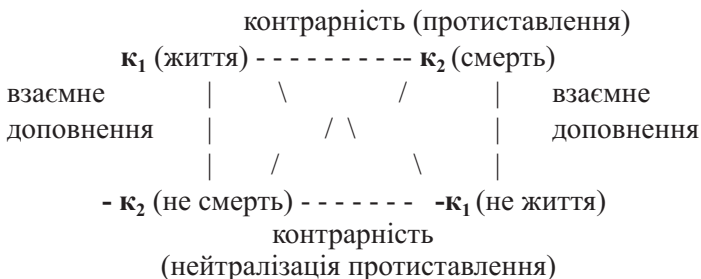 контрарність (протиставлення)
к₁ (життя) - - - - - - - - - -- к₂ (смерть)
взаємне | \ / | взаємне
доповнення | / \ | доповнення
| / \ |
- к₂ (не смерть) - - - - - - - -к₁ (не життя)
контрарність
(нейтралізація протиставлення)